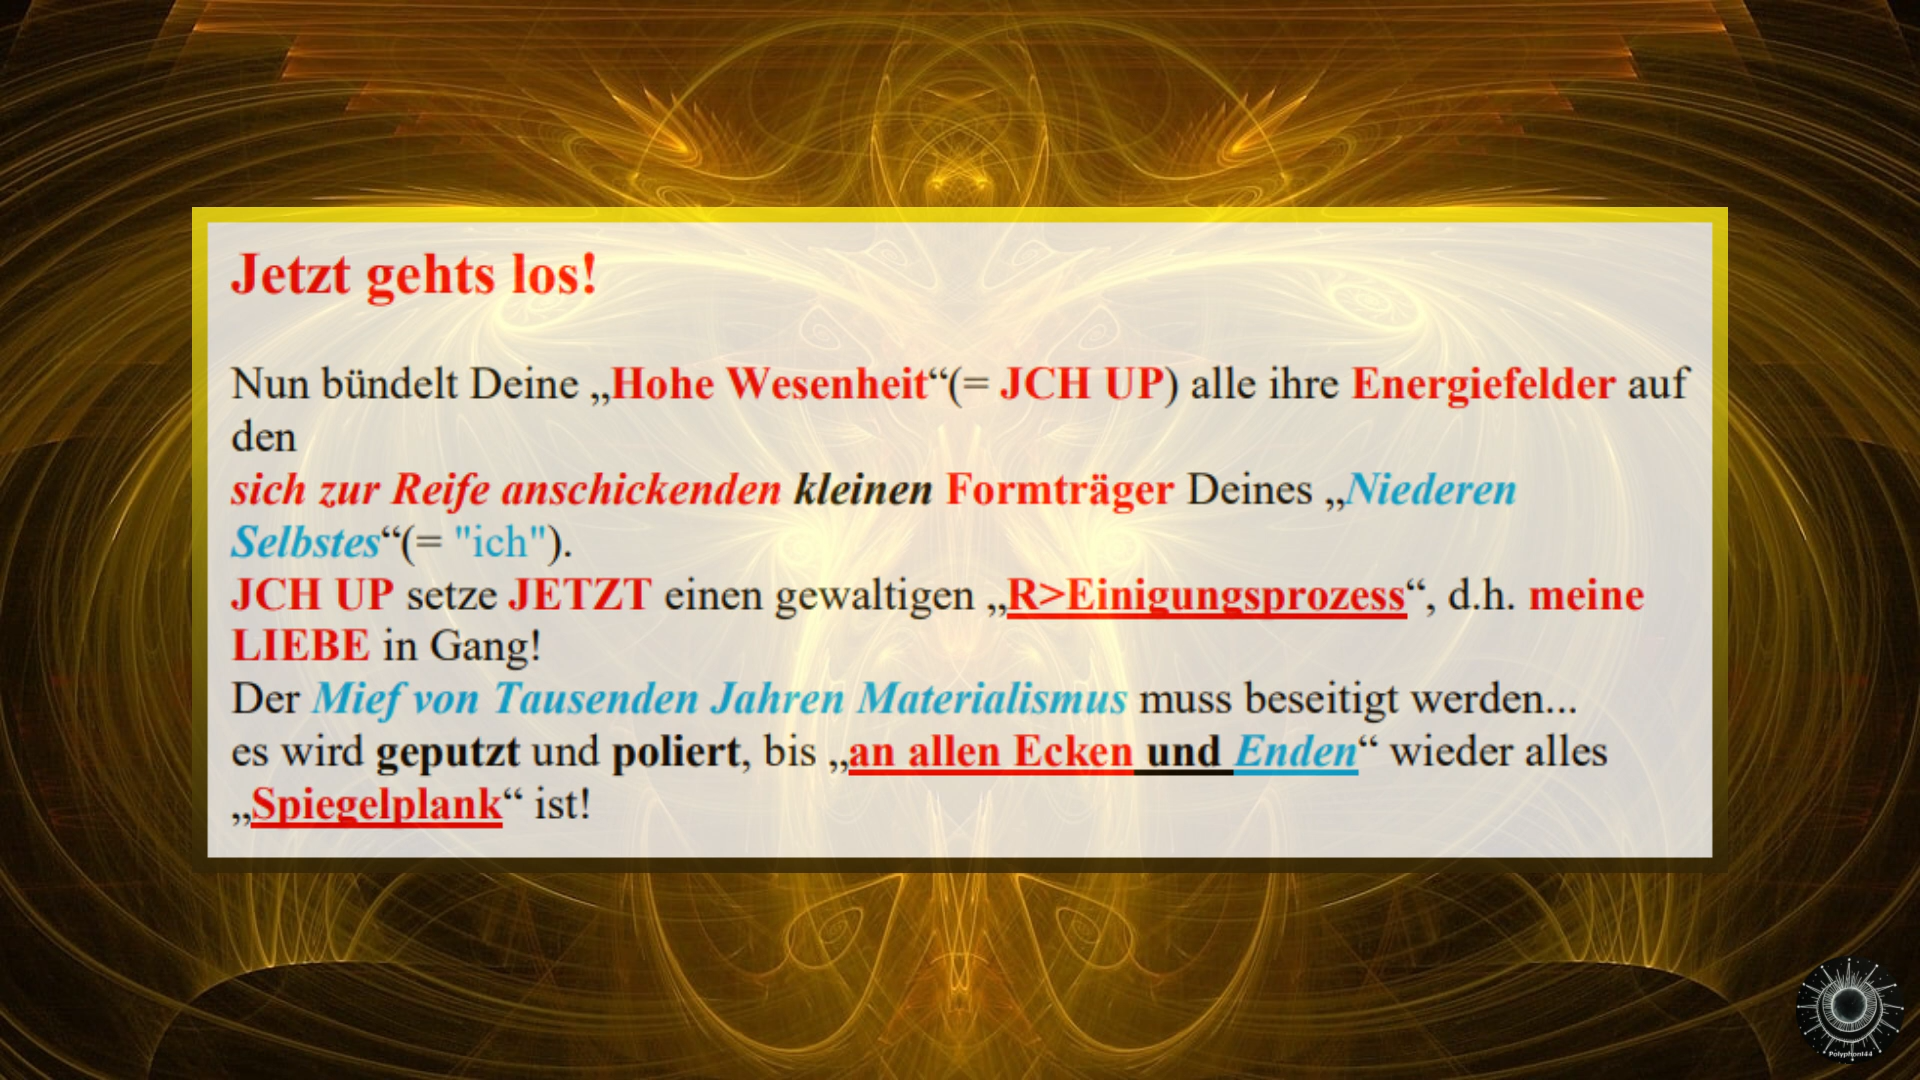 Jetzt gehts los!
Nun bündelt Deine „Hohe Wesenheit“(= JCH UP) alle ihre Energiefelder auf
den
sich zur Reife anschickenden kleinen Formträger Deines „Niederen
Selbstes“(= "ich").
JCH UP setze JETZT einen gewaltigen „R>Einigungsprozess“, d.h. meine
LIEBE in Gang!
Der Mief von Tausenden Jahren Materialismus muss beseitigt werden...
es wird geputzt und poliert, bis „an allen Ecken und Enden“ wieder alles
„Spiegelplank“ ist!
Polyphon144